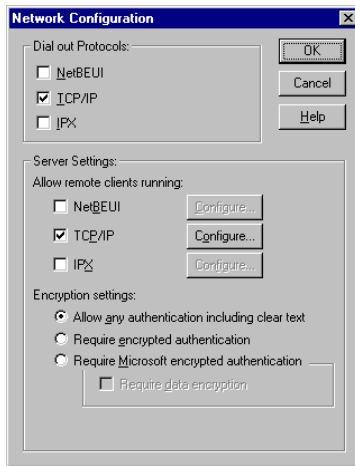 Network Configuration
Dial out Protocols:
NetBEUI
TCP/IP
IPX
OK
Cancel
Help
Server Settings:
Allow remote clients running:
NetBEUI Configure...
TCP/IP Configure...
IPX Configure...
Encryption settings:
Allow any authentication including clear text
Require encrypted authentication
Require Microsoft encrypted authentication
Require data encryption